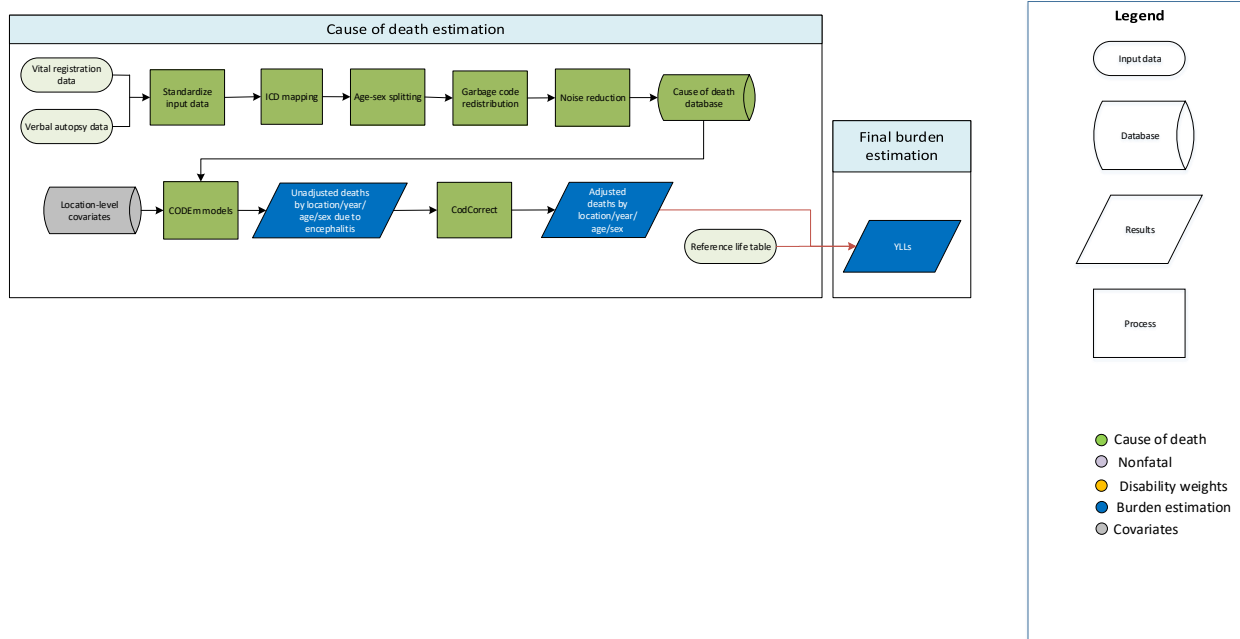 Cause of death estimation
Vital registration
data
Verbal autopsy data
Standardize
input data
ICD mapping
Age-sex splitting
Garbage code
redistribution
Noise reduction
Cause of death
database
Location-level
covariates
CODEm models
Unadjusted deaths
by location/year/
age/sex due to
encephalitis
CodCorrect
Adjusted
deaths by
location/year/
age/sex
Reference life table
Final burden
estimation
YLLs
Legend
Input data
Database
Results
Process
Cause of death
Nonfatal
Disability weights
Burden estimation
Covariates